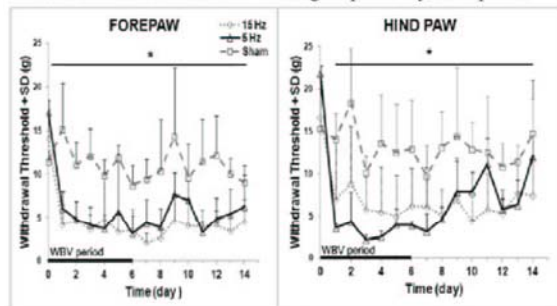 FOREPAW
15 Hz
5 Hz
Sham
*
Withdrawal Threshold + SD (g)
25
20
15
10
5
0
WBV period
0 2 4 6 8 10 12 14
Time (day)
HIND PAW
*
Withdrawal Threshold + SD (g)
30
25
20
15
10
5
0
WBV period
0 2 4 6 8 10 12 14
Time (day)